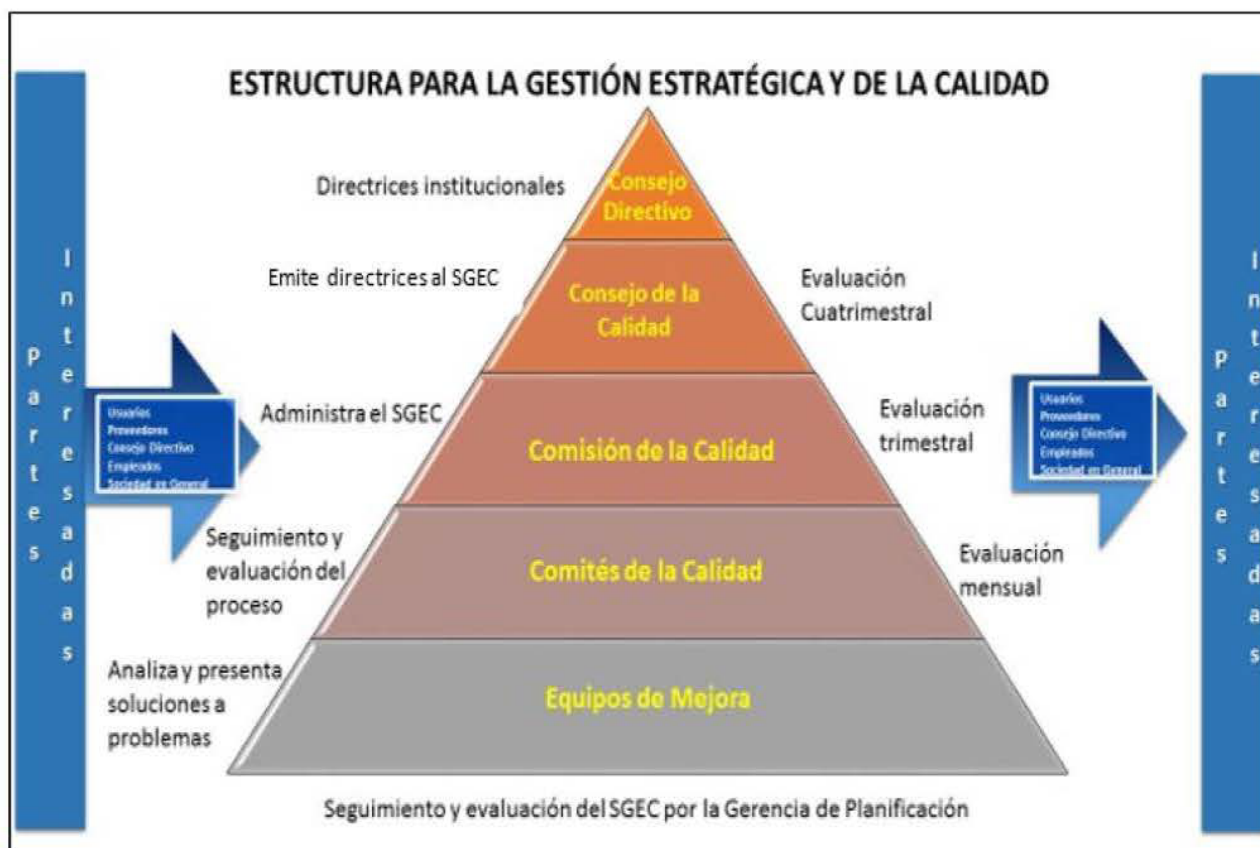 ESTRUCTURA PARA LA GESTIÓN ESTRATÉGICA Y DE LA CALIDAD
Partes
Interesadas
Usuarios
Proveedores
Consejo Directivo
Empleados
Sociedad en General
Directrices institucionales
Consejo
Directivo
Emite directrices al SGEC
Consejo de la
Calidad
Evaluación
Cuatrimestral
Administra el SGEC
Comisión de la Calidad
Evaluación
trimestral
Seguimiento y
evaluación del
proceso
Comités de la Calidad
Evaluación
mensual
Analiza y presenta
soluciones a
problemas
Equipos de Mejora
Usuarios
Proveedores
Consejo Directivo
Empleados
Sociedad en General
Partes
Interesadas
Seguimiento y evaluación del SGEC por la Gerencia de Planificación